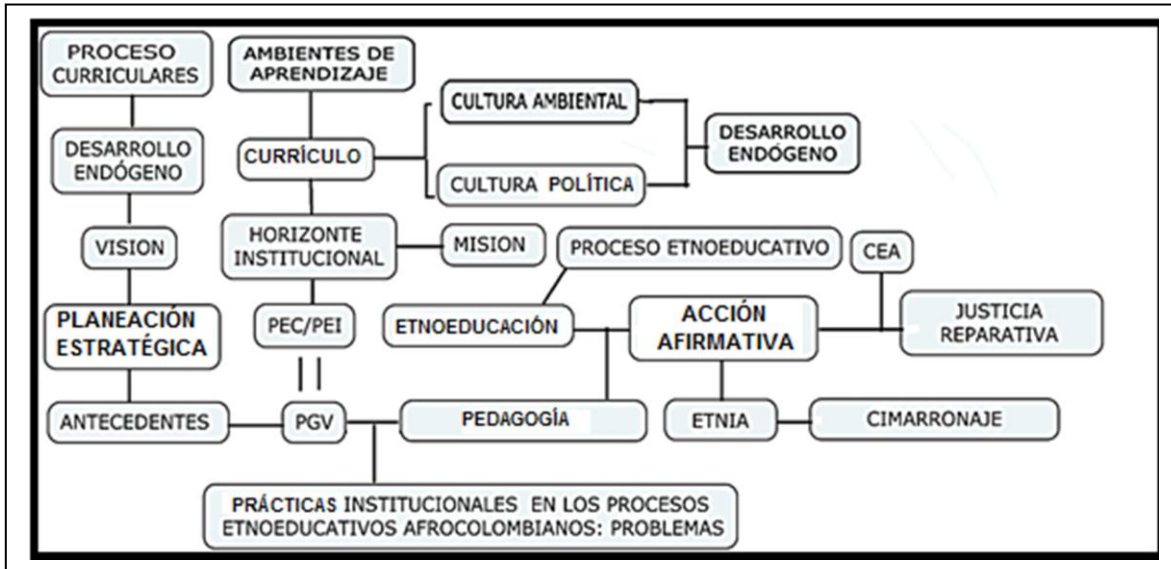 PROCESO
CURRICULARES
AMBIENTES DE
APRENDIZAJE
CULTURA AMBIENTAL
DESARROLLO
ENDÓGENO
DESARROLLO
ENDÓGENO
CURRÍCULO
CULTURA POLÍTICA
VISION
HORIZONTE
INSTITUCIONAL
MISION
PROCESO ETNOEDUCATIVO
CEA
PLANEACIÓN
ESTRATÉGICA
PEC/PEI
ETNOEDUCACIÓN
ACCIÓN
AFIRMATIVA
JUSTICIA
REPARATIVA
ANTECEDENTES
PGV
PEDAGOGÍA
ETNIA
CIMARRONAJE
PRÁCTICAS INSTITUCIONALES EN LOS PROCESOS
ETNOEDUCATIVOS AFROCOLOMBIANOS: PROBLEMAS